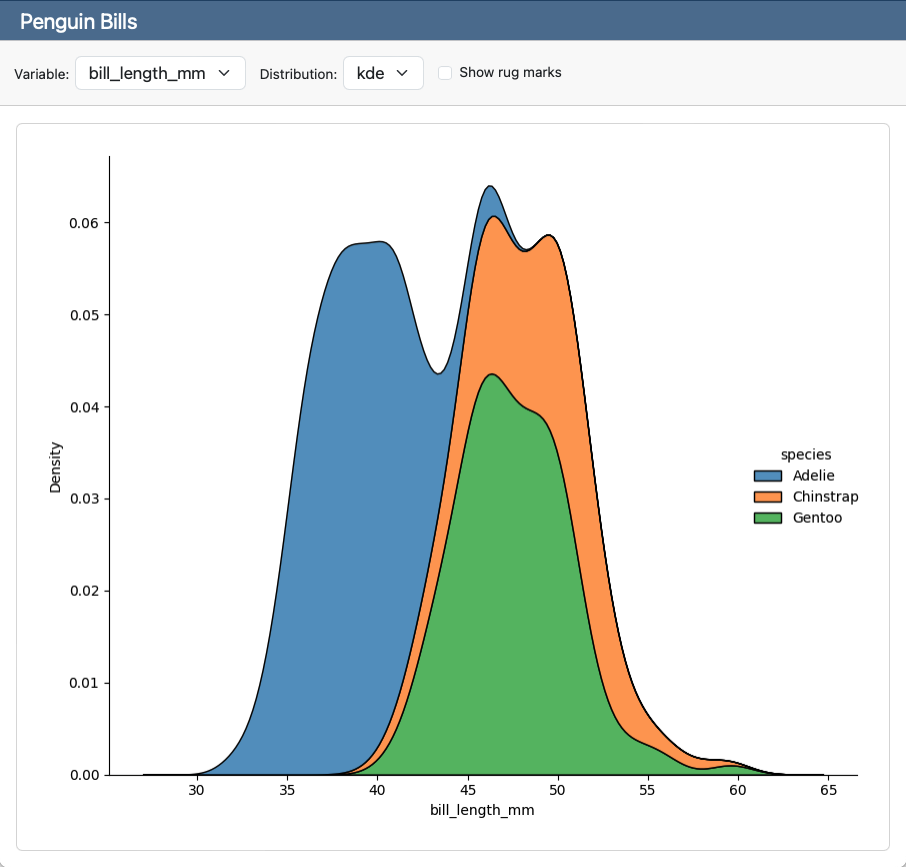 Penguin Bills
Variable: bill_length_mm Distribution: kde Show rug marks
0.06
0.05
0.04
0.03
0.02
0.01
0.00
Density
species
Adelie
Chinstrap
Gentoo
30 35 40 45 50 55 60 65
bill_length_mm